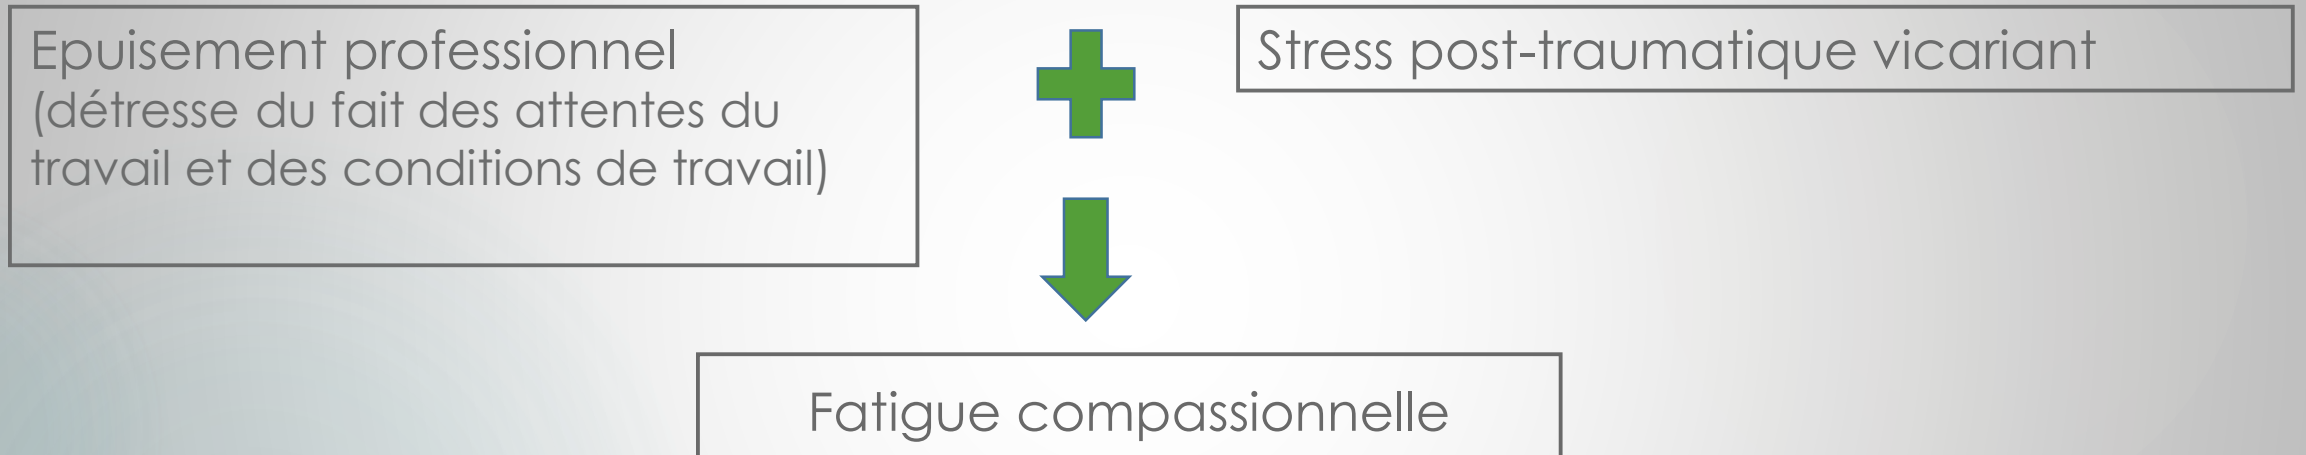 Epuisement professionnel
(détresse du fait des attentes du
travail et des conditions de travail)
Stress post-traumatique vicariant
Fatigue compassionnelle